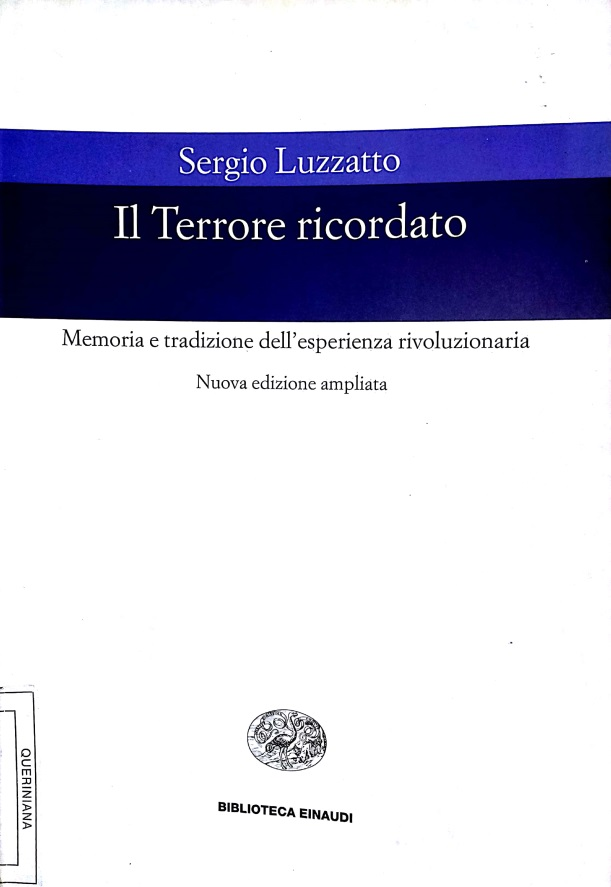 Sergio Luzzatto
Il Terrore ricordato
Memoria e tradizione dell'esperienza rivoluzionaria
Nuova edizione ampliata
QUERINIANA
BIBLIOTECA EINAUDI